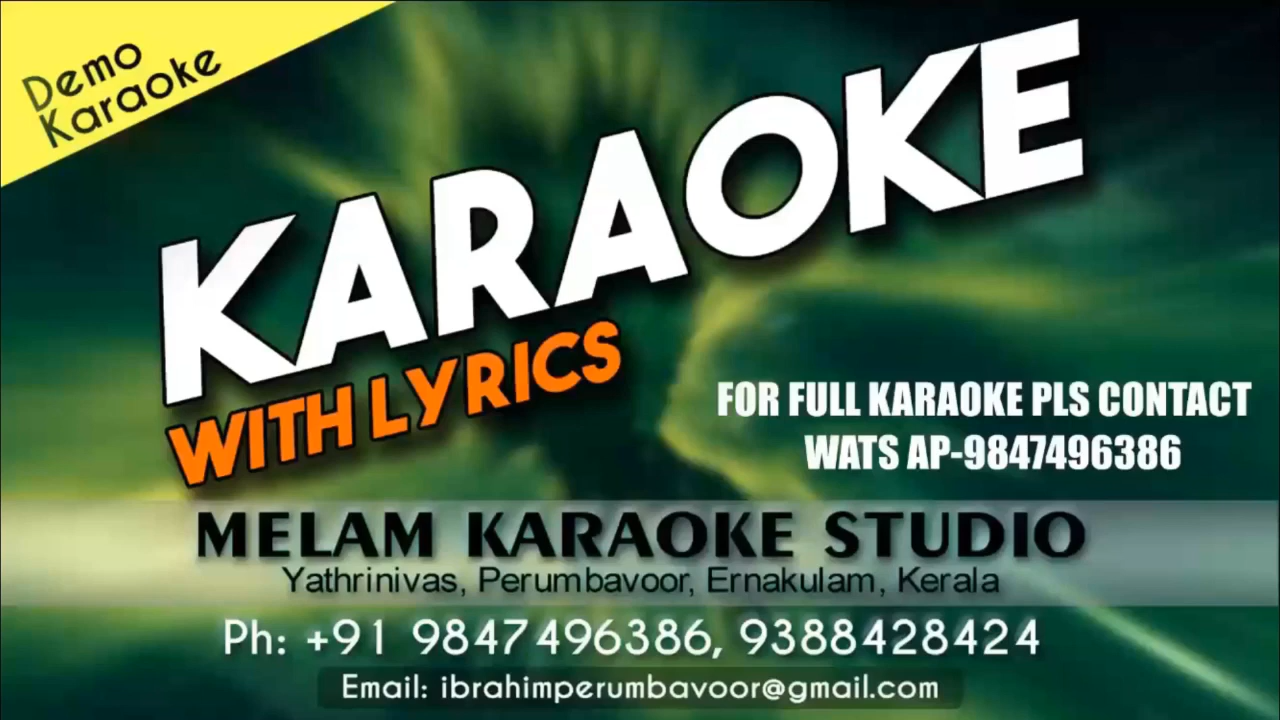 Demo
Karaoke
KARAOKE
WITH LYRICS
FOR FULL KARAOKE PLS CONTACT
WATS AP-9847496386
MELAM KARAOKE STUDIO
Yathrinivas, Perumbavoor, Ernakulam, Kerala
Ph: +91 9847496386, 9388428424
Email: ibrahimperumbavoor@gmail.com